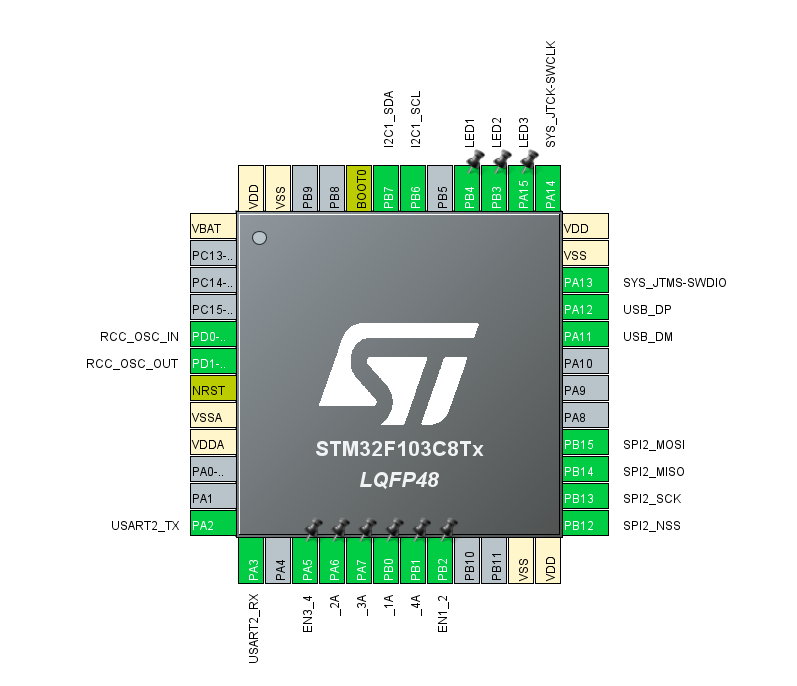 I2C1_SDA
I2C1_SCL
LED1
LED2
LED3
SYS_JTCK-SWCLK
VDD
VSS
PB9
PB8
BOOT0
PB7
PB6
PB5
PB4
PB3
PA15
PA14
VBAT
PC13-..
PC14-..
PC15-..
RCC_OSC_IN PD0-..
RCC_OSC_OUT PD1-..
NRST
VSSA
VDDA
PA0-..
PA1
USART2_TX PA2
STM32F103C8Tx
LQFP48
VDD
VSS
PA13 SYS_JTMS-SWDIO
PA12 USB_DP
PA11 USB_DM
PA10
PA9
PA8
PB15 SPI2_MOSI
PB14 SPI2_MISO
PB13 SPI2_SCK
PB12 SPI2_NSS
PA3
PA4
PA5
PA6
PA7
PB0
PB1
PB2
PB10
PB11
VSS
VDD
USART2_RX
EN3_4
_2A
_3A
_1A
_4A
EN1_2